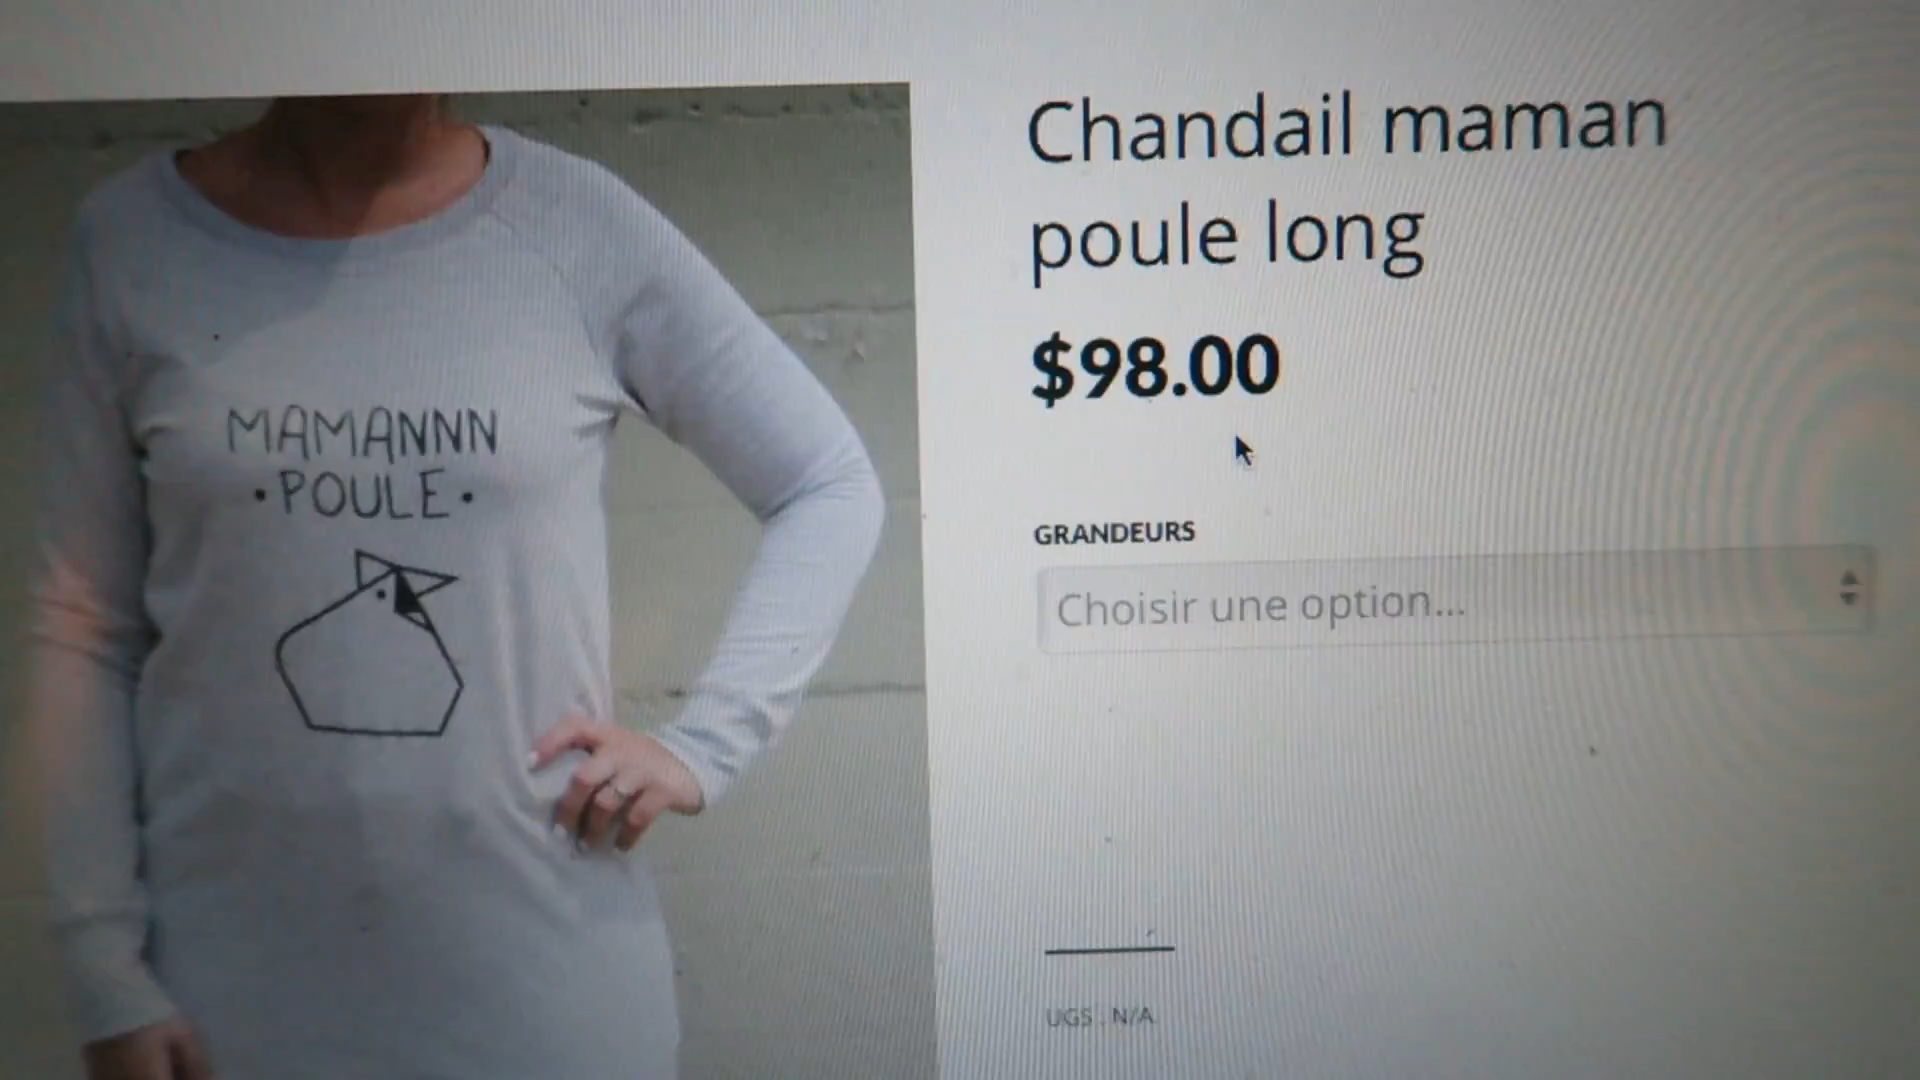 Chandail maman
poule long
$98.00
GRANDEURS
Choisir une option...
UGS : N/A
MAMANNN
• POULE •